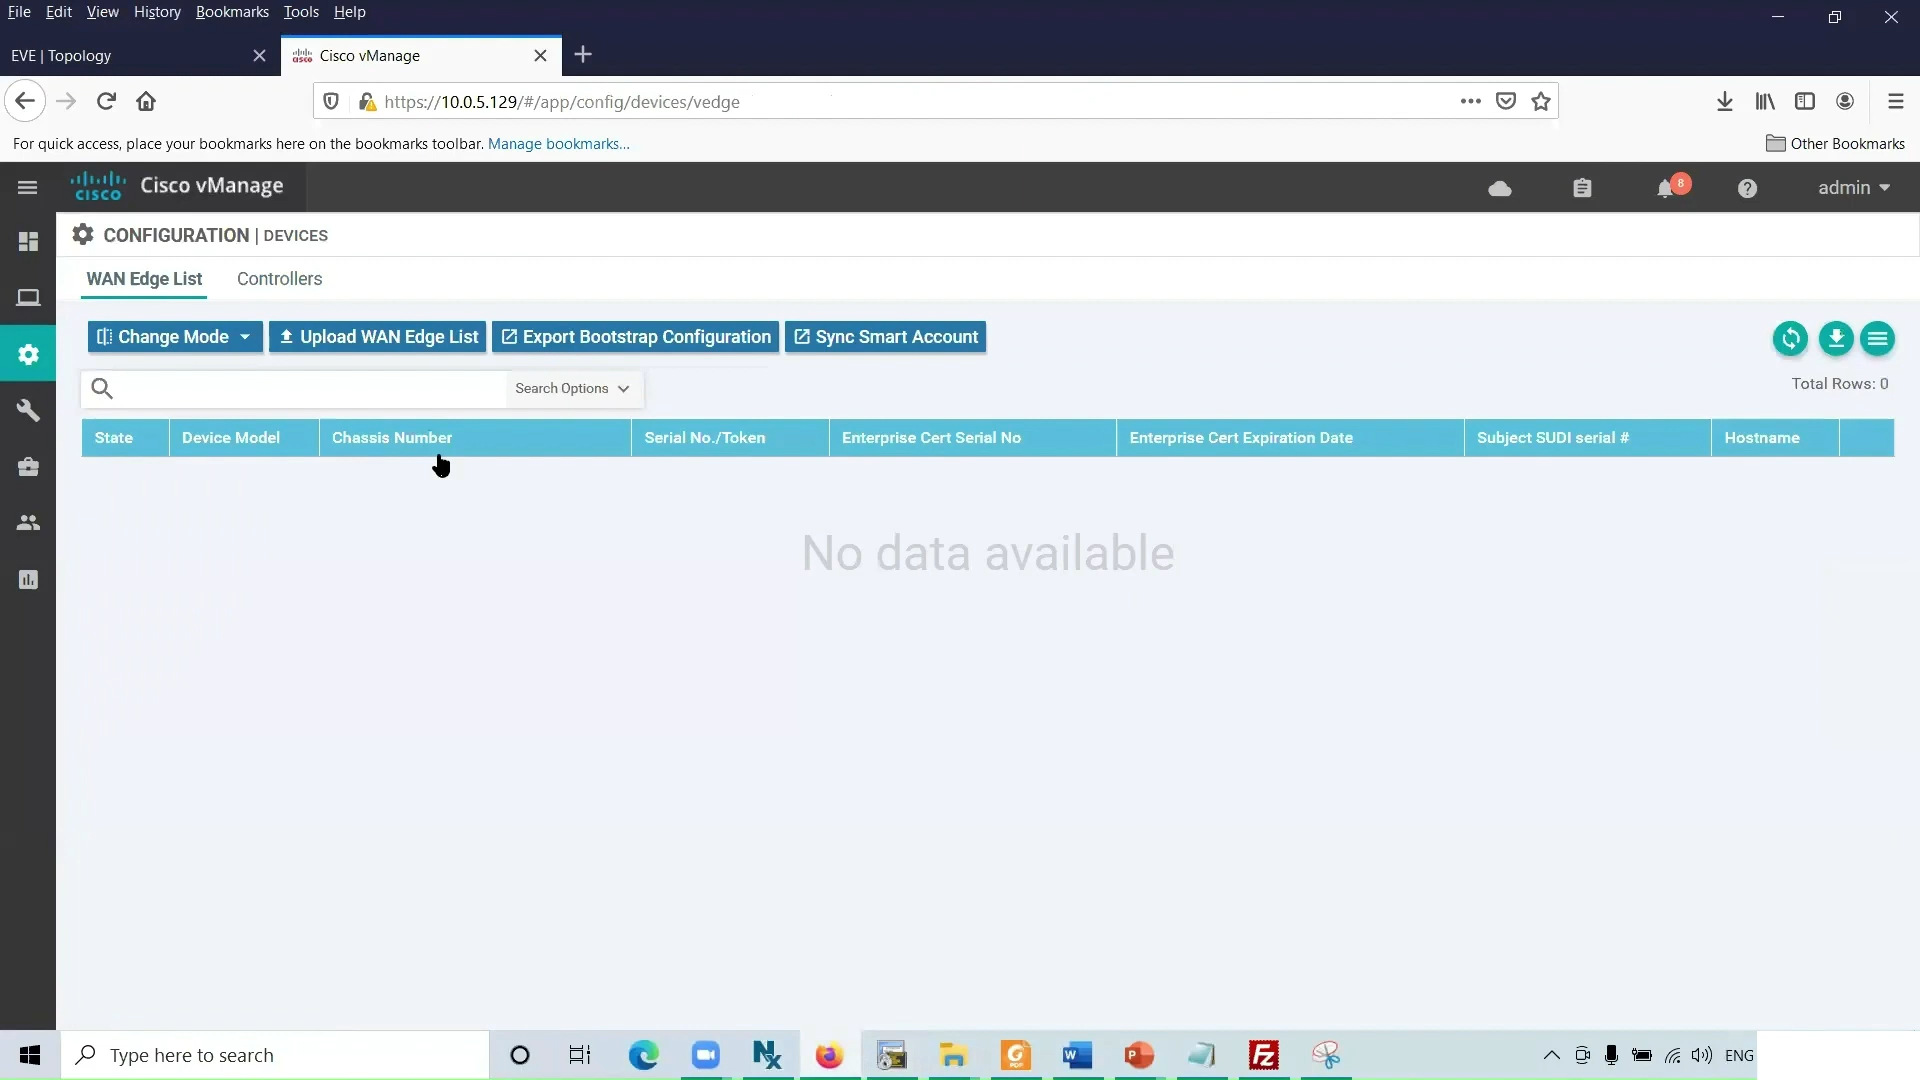 File Edit View History Bookmarks Tools Help
EVE | Topology
cisco Cisco vManage
https://10.0.5.129/#/app/config/devices/vedge
For quick access, place your bookmarks here on the bookmarks toolbar. Manage bookmarks...
Other Bookmarks
cisco Cisco vManage
8
admin
CONFIGURATION | DEVICES
WAN Edge List Controllers
Change Mode Upload WAN Edge List Export Bootstrap Configuration Sync Smart Account
Search Options
Total Rows: 0
State Device Model Chassis Number Serial No./Token Enterprise Cert Serial No Enterprise Cert Expiration Date Subject SUDI serial # Hostname
No data available
Type here to search
ENG